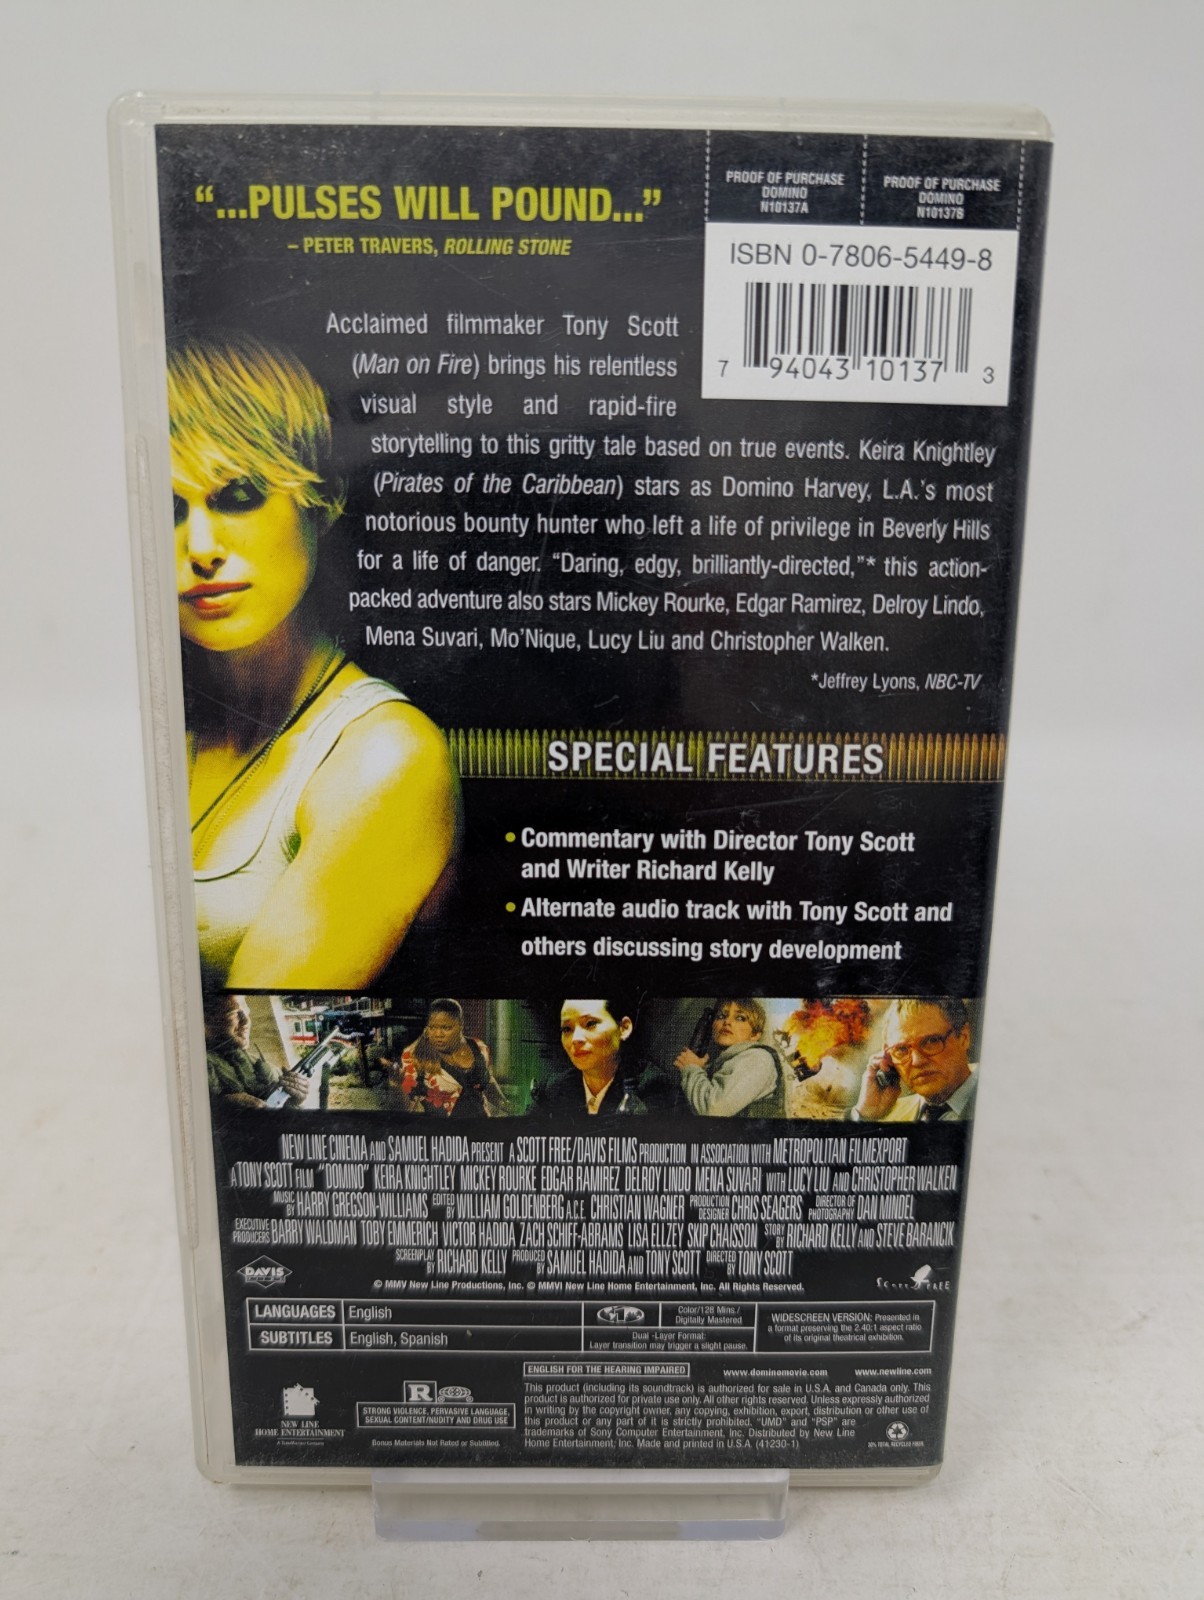 "...PULSES WILL POUND..."
– PETER TRAVERS, ROLLING STONE
PROOF OF PURCHASE
DOMINO
N10137A
PROOF OF PURCHASE
DOMINO
N10137B
ISBN 0-7806-5449-8
7 94043 10137 3
Acclaimed filmmaker Tony Scott
(Man on Fire) brings his relentless
visual style and rapid-fire
storytelling to this gritty tale based on true events. Keira Knightley
(Pirates of the Caribbean) stars as Domino Harvey, L.A.'s most
notorious bounty hunter who left a life of privilege in Beverly Hills
for a life of danger. "Daring, edgy, brilliantly-directed,"* this action-
packed adventure also stars Mickey Rourke, Edgar Ramirez, Delroy Lindo,
Mena Suvari, Mo'Nique, Lucy Liu and Christopher Walken.
*Jeffrey Lyons, NBC-TV
SPECIAL FEATURES
• Commentary with Director Tony Scott
and Writer Richard Kelly
• Alternate audio track with Tony Scott and
others discussing story development
NEW LINE CINEMA AND SAMUEL HADIDA PRESENT A SCOTT FREE/DAVIS FILMS PRODUCTION IN ASSOCIATION WITH METROPOLITAN FILMEXPORT
A TONY SCOTT FILM "DOMINO" KEIRA KNIGHTLEY MICKEY ROURKE EDGAR RAMIREZ DELROY LINDO MENA SUVARI WITH LUCY LIU AND CHRISTOPHER WALKEN
MUSIC BY HARRY GREGSON-WILLIAMS EDITED BY WILLIAM GOLDENBERG A.C.E. CHRISTIAN WAGNER PRODUCTION DESIGNER CHRIS SEAGERS DIRECTOR OF PHOTOGRAPHY DAN MINDEL
EXECUTIVE PRODUCERS BARRY WALDMAN TOBY EMMERICH VICTOR HADIDA ZACH SCHIFF-ABRAMS LISA ELLZEY SKIP CHAISSON STORY BY RICHARD KELLY AND STEVE BARANCIK
SCREENPLAY BY RICHARD KELLY PRODUCED BY SAMUEL HADIDA AND TONY SCOTT DIRECTED BY TONY SCOTT
DAVIS
© MMV New Line Productions, Inc. © MMVI New Line Home Entertainment, Inc. All Rights Reserved.
SCOTT FREE
LANGUAGES English
SUBTITLES English, Spanish
Color/128 Mins./
Digitally Mastered
Dual -Layer Format:
Layer transition may trigger a slight pause.
WIDESCREEN VERSION: Presented in
a format preserving the 2.40:1 aspect ratio
of its original theatrical exhibition.
ENGLISH FOR THE HEARING IMPAIRED
www.dominomovie.com www.newline.com
NEW LINE
HOME ENTERTAINMENT
R
STRONG VIOLENCE, PERVASIVE LANGUAGE,
SEXUAL CONTENT/NUDITY AND DRUG USE
Bonus Materials Not Rated or Subtitled.
This product (including its soundtrack) is authorized for sale in U.S.A. and Canada only. This
product is authorized for private use only. All other rights reserved. Unless expressly authorized
in writing by the copyright owner, any copying, exhibition, export, distribution or other use of
this product or any part of it is strictly prohibited. "UMD" and "PSP" are
trademarks of Sony Computer Entertainment, Inc. Distributed by New Line
Home Entertainment, Inc. Made and printed in U.S.A. (41230-1)